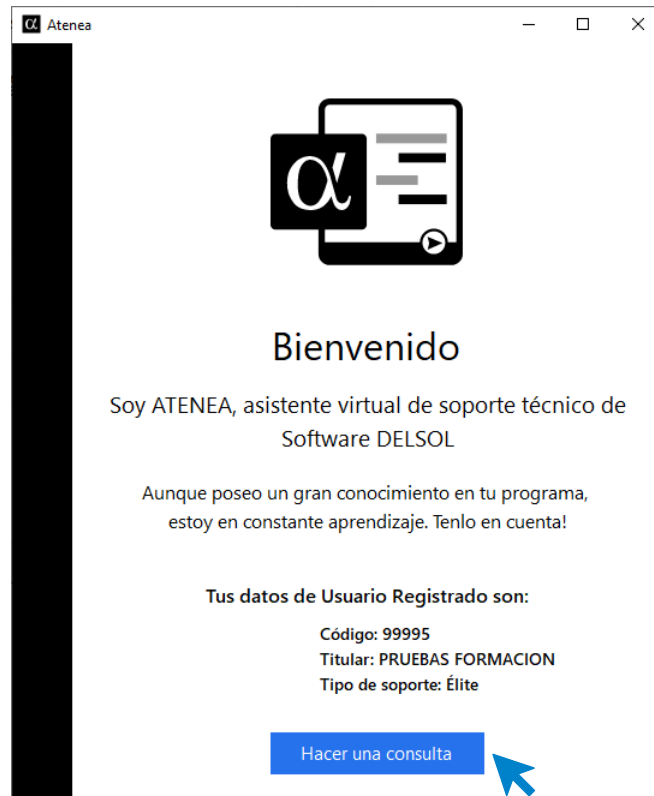 α Atenea
ά
Bienvenido
Soy ATENEA, asistente virtual de soporte técnico de
Software DELSOL
Aunque poseo un gran conocimiento en tu programa,
estoy en constante aprendizaje. Tenlo en cuenta!
Tus datos de Usuario Registrado son:
Código: 99995
Titular: PRUEBAS FORMACION
Tipo de soporte: Élite
Hacer una consulta